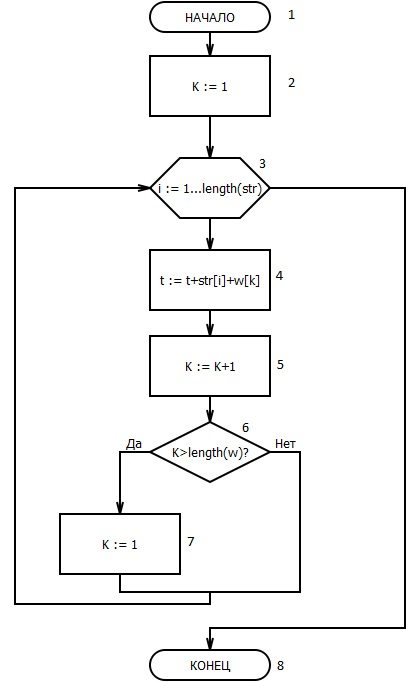 НАЧАЛО 1
K := 1 2
3
i := 1...length(str)
t := t+str[i]+w[k] 4
K := K+1 5
6
Да K>length(w)? Нет
K := 1 7
КОНЕЦ 8